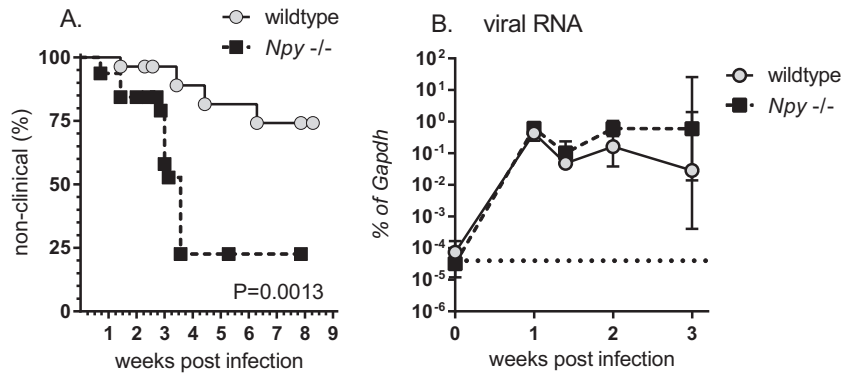 A.
wildtype
Npy -/-
100
75
50
25
0
non-clinical (%)
P=0.0013
1 2 3 4 5 6 7 8 9
weeks post infection
B. viral RNA
wildtype
Npy -/-
10²
10¹
10⁰
10⁻¹
10⁻²
10⁻³
10⁻⁴
10⁻⁵
10⁻⁶
% of Gapdh
0 1 2 3
weeks post infection